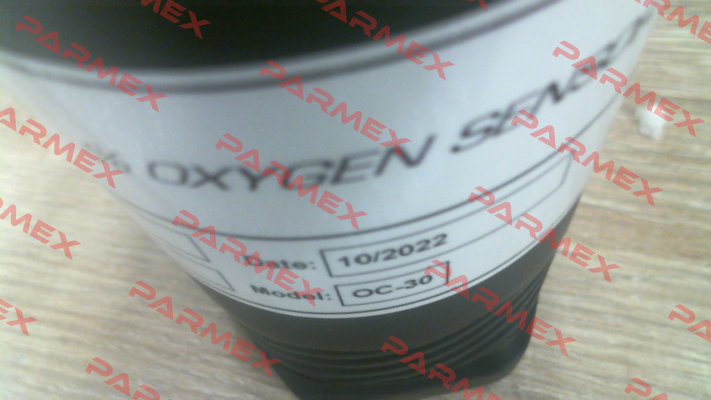 % OXYGEN SENSOR
Date: 10/2022
Model: OC-30
PARMEX